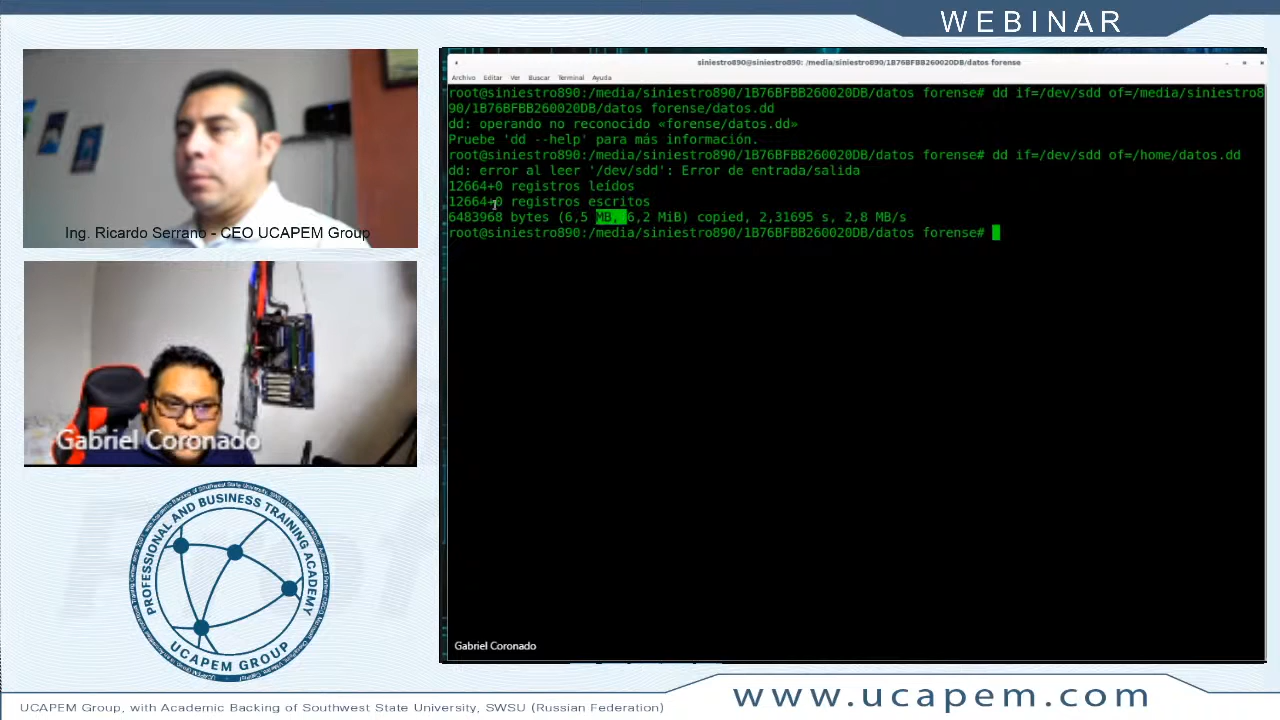 WEBINAR
siniestro890@siniestro890: /media/siniestro890/1B76BFBB260020DB/datos forense
Archivo Editar Ver Buscar Terminal Ayuda
root@siniestro890:/media/siniestro890/1B76BFBB260020DB/datos forense# dd if=/dev/sdd of=/media/siniestro8
90/1B76BFBB260020DB/datos forense/datos.dd
dd: operando no reconocido «forense/datos.dd»
Pruebe 'dd --help' para más información.
root@siniestro890:/media/siniestro890/1B76BFBB260020DB/datos forense# dd if=/dev/sdd of=/home/datos.dd
dd: error al leer '/dev/sdd': Error de entrada/salida
12664+0 registros leídos
12664+0 registros escritos
6483968 bytes (6,5 MB, 6,2 MiB) copied, 2,31695 s, 2,8 MB/s
root@siniestro890:/media/siniestro890/1B76BFBB260020DB/datos forense#
Ing. Ricardo Serrano - CEO UCAPEM Group
Gabriel Coronado
PROFESSIONAL AND BUSINESS TRAINING ACADEMY
UCAPEM GROUP
Gabriel Coronado
UCAPEM Group, with Academic Backing of Southwest State University, SWSU (Russian Federation)
www.ucapem.com